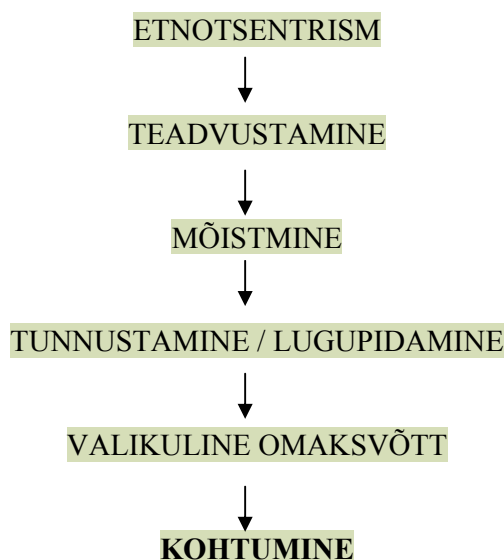 ETNOTSENTRISM
TEADVUSTAMINE
MÕISTMINE
TUNNUSTAMINE / LUGUPIDAMINE
VALIKULINE OMAKSVÕTT
KOHTUMINE